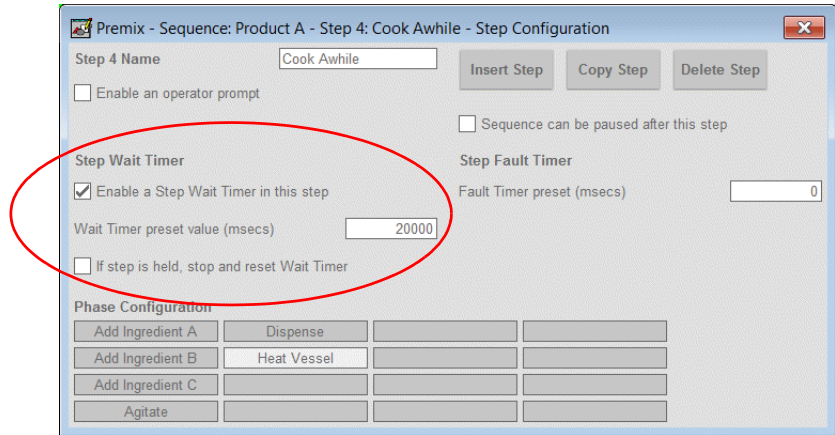 Premix - Sequence: Product A - Step 4: Cook Awhile - Step Configuration
Step 4 Name Cook Awhile Insert Step Copy Step Delete Step
Enable an operator prompt
Sequence can be paused after this step
Step Wait Timer Step Fault Timer
Enable a Step Wait Timer in this step Fault Timer preset (msecs) 0
Wait Timer preset value (msecs) 20000
If step is held, stop and reset Wait Timer
Phase Configuration
Add Ingredient A Dispense
Add Ingredient B Heat Vessel
Add Ingredient C
Agitate